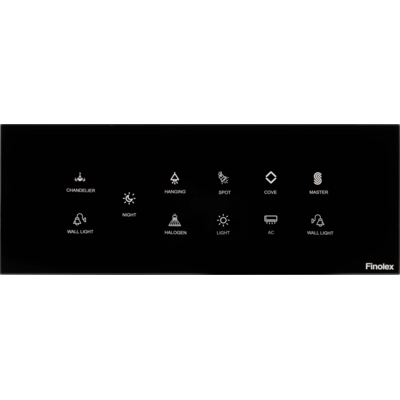 CHANDELIER
HANGING
SPOT
COVE
MASTER
NIGHT
WALL LIGHT
HALOGEN
LIGHT
AC
WALL LIGHT
Finolex